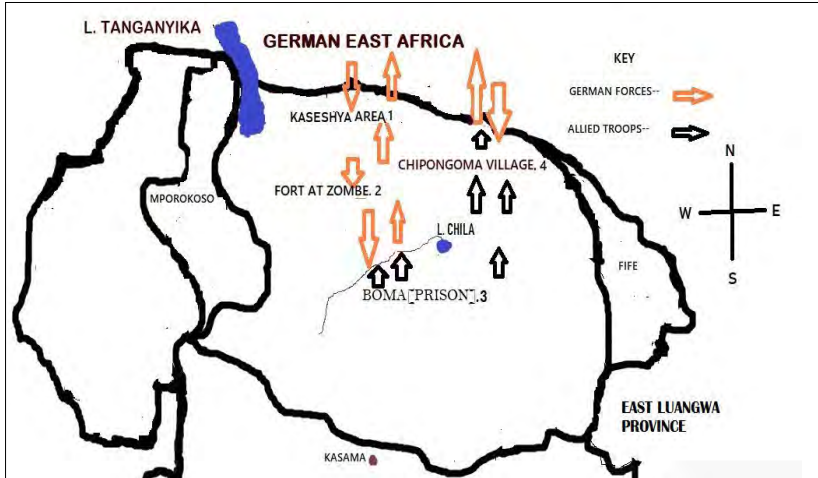 L. TANGANYIKA
GERMAN EAST AFRICA
KEY
GERMAN FORCES--
ALLIED TROOPS--
KASESHYA AREA 1
N
CHIPONGOMA VILLAGE, 4
FORT AT ZOMBE. 2
MPOROKOSO
W
E
L. CHILA
FIFE
S
BOMA[PRISON].3
EAST LUANGWA
PROVINCE
KASAMA